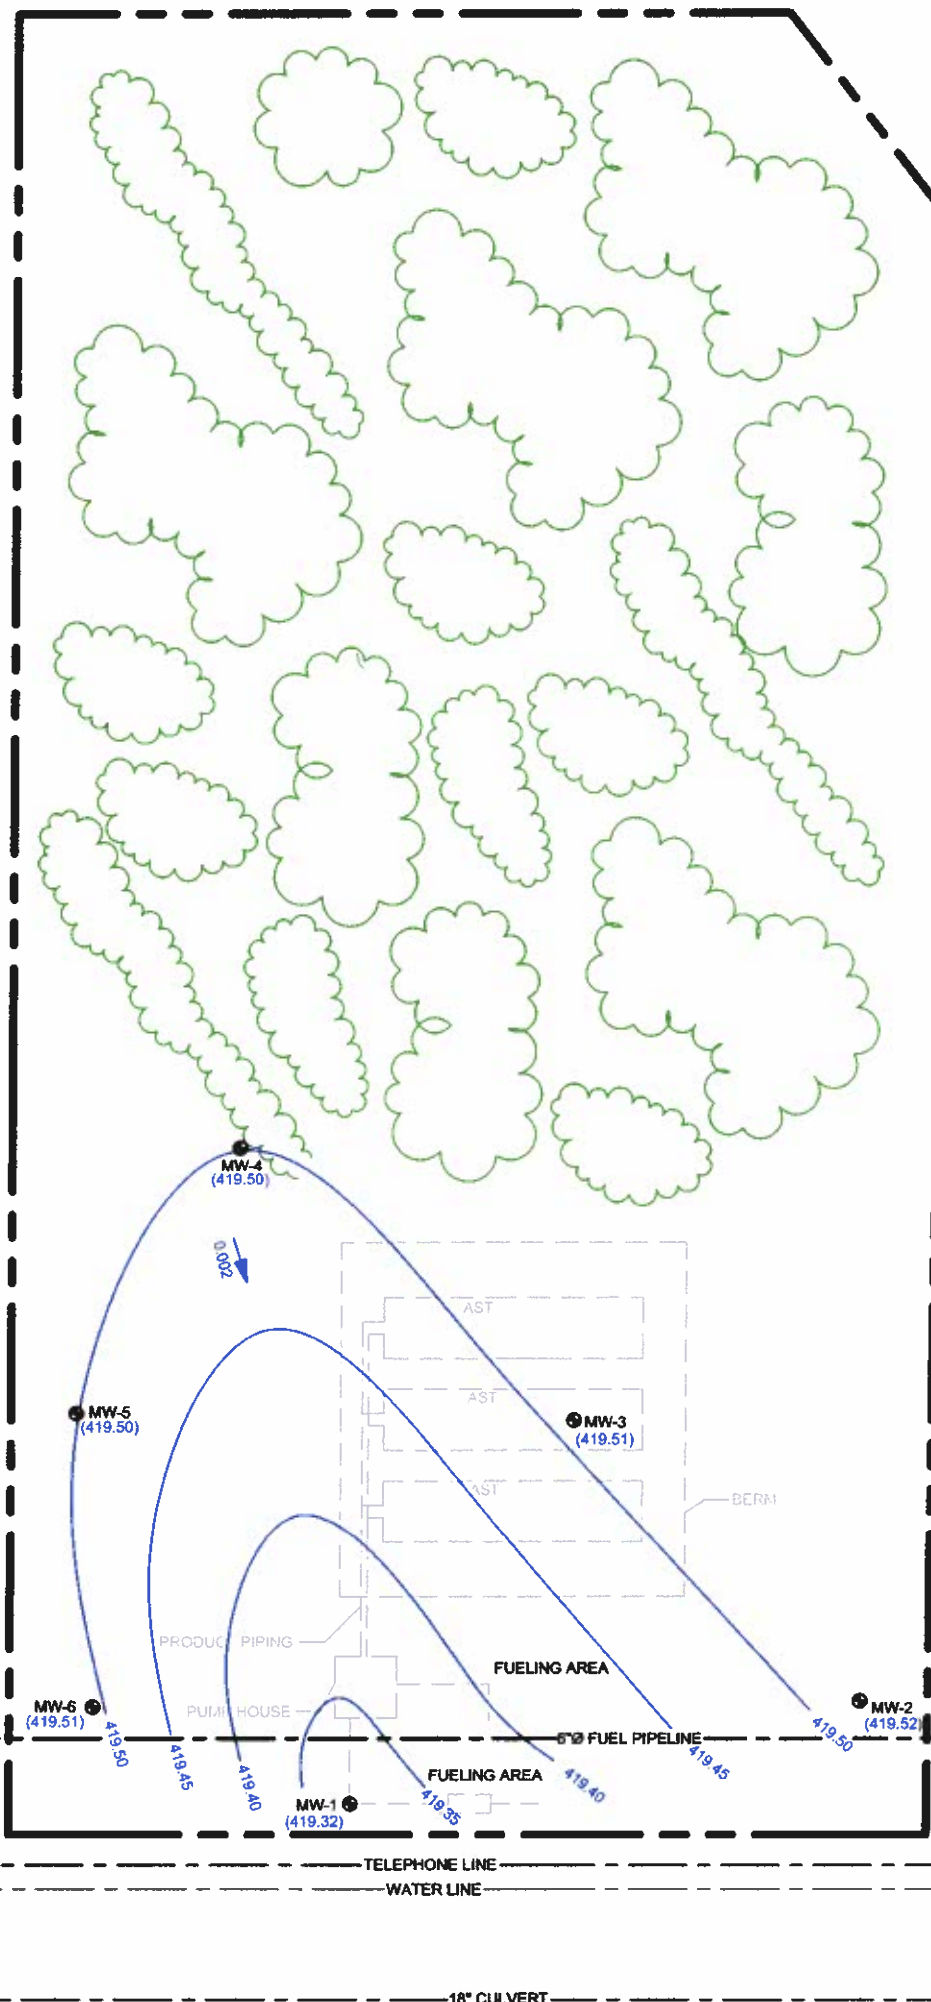 MW-4
(419.50)
0.002
AST
AST
MW-5
(419.50)
MW-3
(419.51)
AST
BERM
PRODUC PIPING
FUELING AREA
MW-6
(419.51)
PUMP HOUSE
MW-2
(419.52)
419.50
419.50
6"Ø FUEL PIPELINE
419.45
419.45
419.40
419.40
FUELING AREA
419.35
MW-1
(419.32)
TELEPHONE LINE
WATER LINE
18" CULVERT